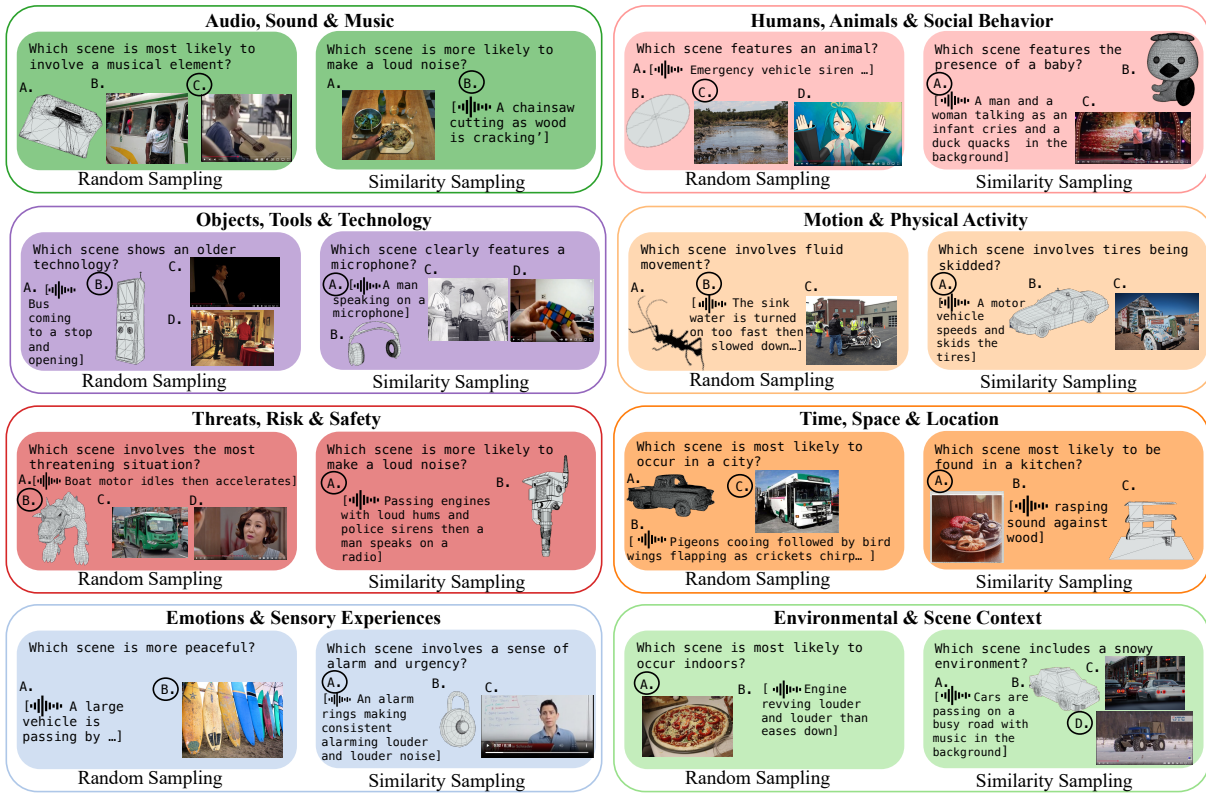 Audio, Sound & Music
Which scene is most likely to
involve a musical element?
A.
B.
C.
Random Sampling
Which scene is more likely to
make a loud noise?
A.
B.
[ A chainsaw
cutting as wood
is cracking’]
Similarity Sampling
Humans, Animals & Social Behavior
Which scene features an animal?
A.[ Emergency vehicle siren …]
B.
C.
D.
Random Sampling
Which scene features the
presence of a baby?
A.
B.
[ A man and a
woman talking as an
infant cries and a
duck quacks in the
background]
C.
Similarity Sampling
Objects, Tools & Technology
Which scene shows an older
technology?
A. [
Bus
coming
to a stop
and
opening]
B.
C.
D.
Random Sampling
Which scene clearly features a
microphone?
A. [ A man
speaking on a
microphone]
B.
C.
D.
Similarity Sampling
Motion & Physical Activity
Which scene involves fluid
movement?
A.
B.
[ The sink
water is turned
on too fast then
slowed down…]
C.
Random Sampling
Which scene involves tires being
skidded?
A.
[ A motor
vehicle
speeds and
skids the
tires]
B.
C.
Similarity Sampling
Threats, Risk & Safety
Which scene involves the most
threatening situation?
A.[ Boat motor idles then accelerates]
B.
C.
D.
Random Sampling
Which scene is more likely to
make a loud noise?
A.
[ Passing engines
with loud hums and
police sirens then a
man speaks on a
radio]
B.
Similarity Sampling
Time, Space & Location
Which scene is most likely to
occur in a city?
A.
C.
B.
[ Pigeons cooing followed by bird
wings flapping as crickets chirp… ]
Random Sampling
Which scene most likely to be
found in a kitchen?
A.
B.
[ rasping
sound against
wood]
C.
Similarity Sampling
Emotions & Sensory Experiences
Which scene is more peaceful?
A.
[ A large
vehicle is
passing by …]
B.
Random Sampling
Which scene involves a sense of
alarm and urgency?
A.
[ An alarm
rings making
consistent
alarming louder
and louder noise]
B.
C.
Similarity Sampling
Environmental & Scene Context
Which scene is most likely to
occur indoors?
A.
B. [ Engine
revving louder
and louder than
eases down]
Random Sampling
Which scene includes a snowy
environment?
A.
[ Cars are
passing on a
busy road with
music in the
background]
B.
C.
D.
Similarity Sampling